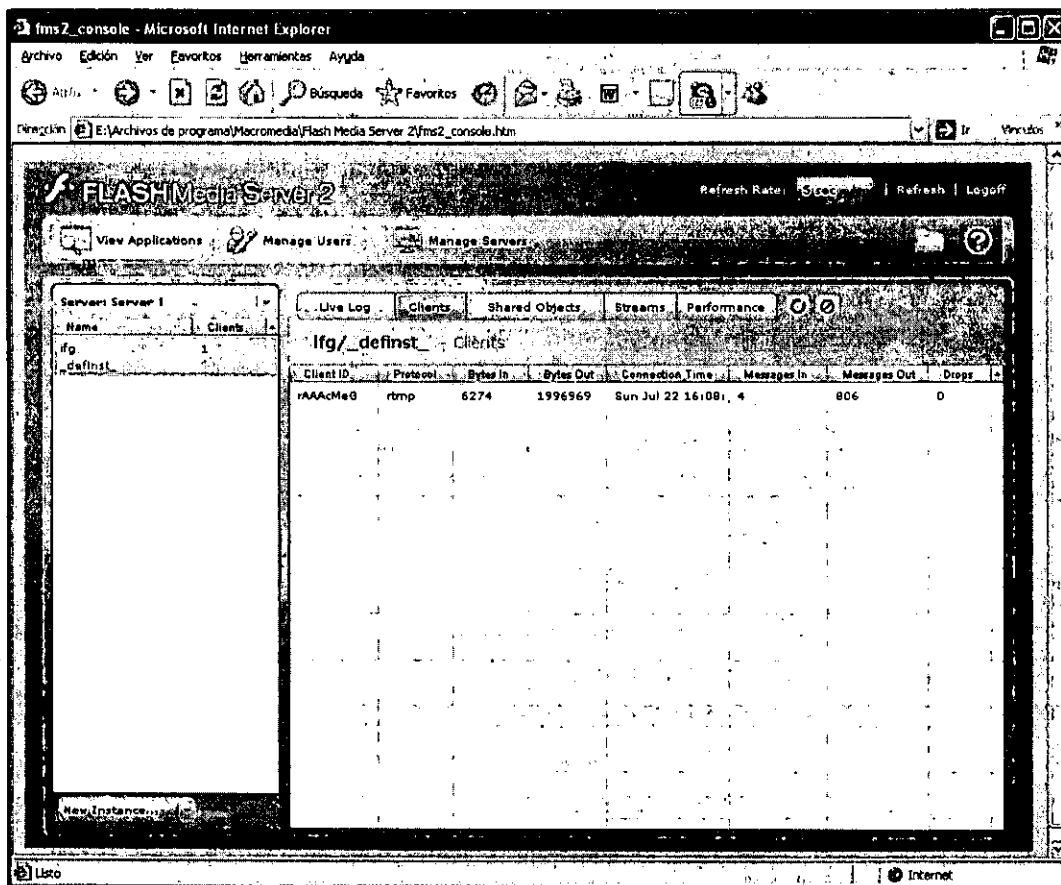 fms2_console - Microsoft Internet Explorer
Archivo Edición Ver Favoritos Herramientas Ayuda
Atrás Búsqueda Favoritos
Dirección E:\Archivos de programa\Macromedia\Flash Media Server 2\fms2_console.htm Ir Vínculos
FLASH Media Server 2 Refresh Rate: | Refresh | Logoff
View Applications Manage Users Manage Servers
Server: Server 1
Live Log Clients Shared Objects Streams Performance
Name Clients
lfg/_definst_ - Clients
lfg 1
_definst_
Client ID Protocol Bytes In Bytes Out Connection Time Messages In Messages Out Drops
rAAAcMeG rtmp 6274 1996969 Sun Jul 22 16:08: 4 806 0
New Instance...
Listo Internet